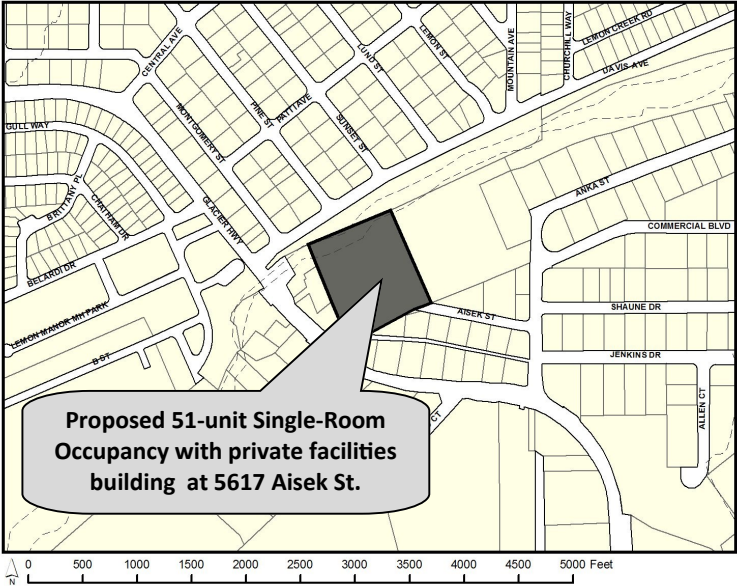 CENTRAL AVE
LUND ST
LEMON ST
MOUNTAIN AVE
CHURCHILL WAY
LEMON CREEK RD
DAVIS AVE
MONTGOMERY ST
PINE ST
PATTI AVE
SUNSET ST
GULL WAY
BRITTANY PL
CHATHAM DR
GLACIER HWY
ANKA ST
COMMERCIAL BLVD
BELARDI DR
LEMON MANOR MH PARK
AISEK ST
SHAUNE DR
B ST
JENKINS DR
ALLEN CT
CT
Proposed 51-unit Single-Room
Occupancy with private facilities
building at 5617 Aisek St.
N
0 500 1000 1500 2000 2500 3000 3500 4000 4500 5000 Feet